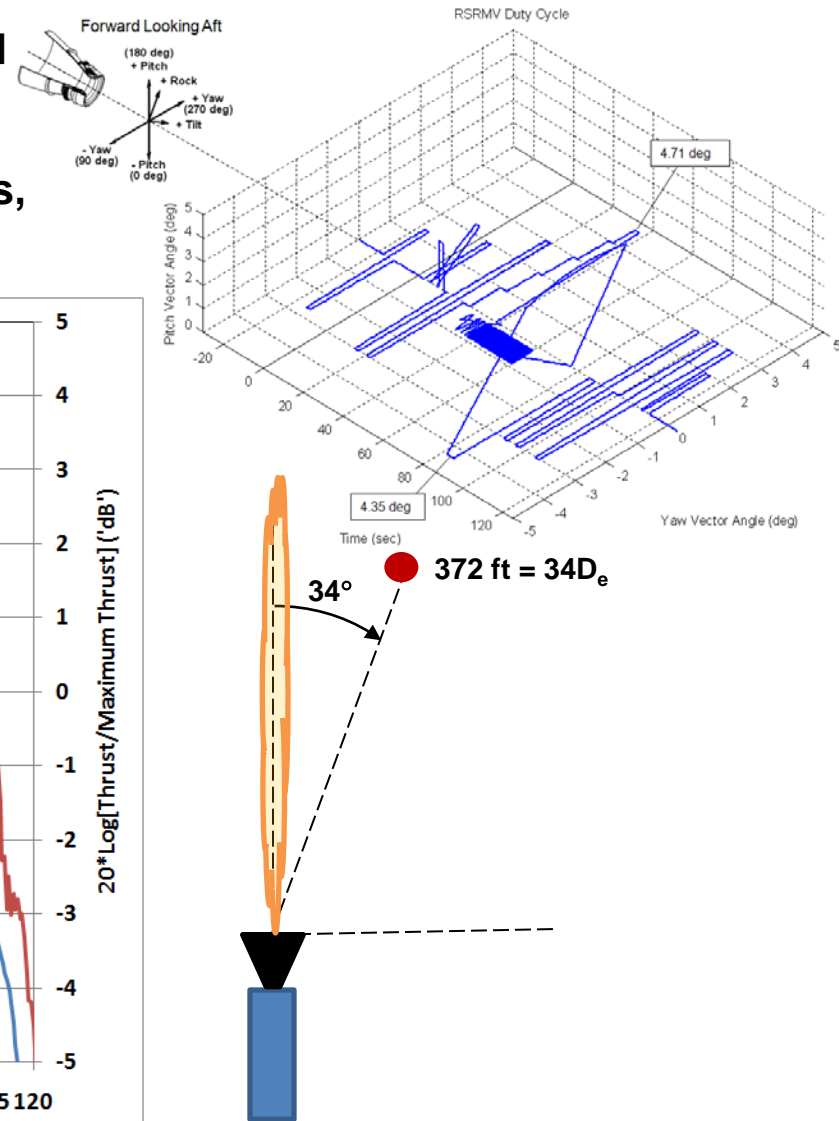 RSRMV Duty Cycle
Forward Looking Aft
(180 deg)
+ Pitch
+ Rock
+ Yaw
(270 deg)
+ Tilt
- Yaw
(90 deg)
- Pitch
(0 deg)
s,
4.71 deg
Pitch Vector Angle (deg)
5
4
3
2
1
0
-20
0
20
40
60
80
100
120
Time (sec)
5
4
3
2
1
0
-1
-2
-3
-4
-5
Yaw Vector Angle (deg)
4.35 deg
372 ft = 34Dₑ
34°
5
4
3
2
1
0
-1
-2
-3
-4
-5
20*Log[Thrust/Maximum Thrust] ('dB')
5 120